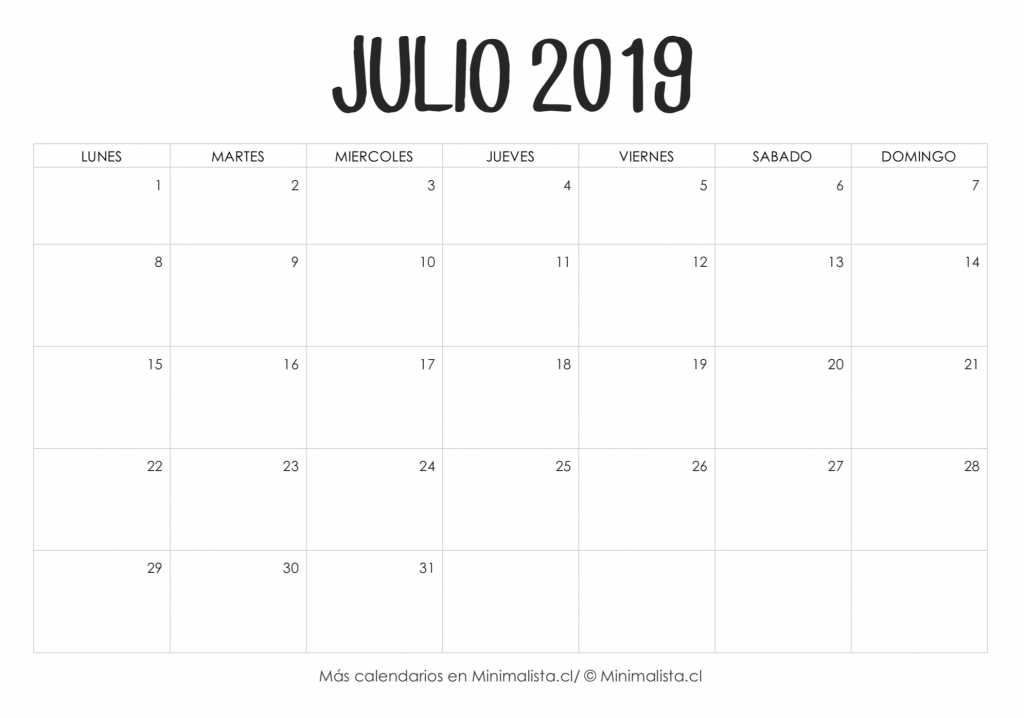 JULIO 2019
LUNES MARTES MIERCOLES JUEVES VIERNES SABADO DOMINGO
1 2 3 4 5 6 7
8 9 10 11 12 13 14
15 16 17 18 19 20 21
22 23 24 25 26 27 28
29 30 31
Más calendarios en Minimalista.cl/ © Minimalista.cl